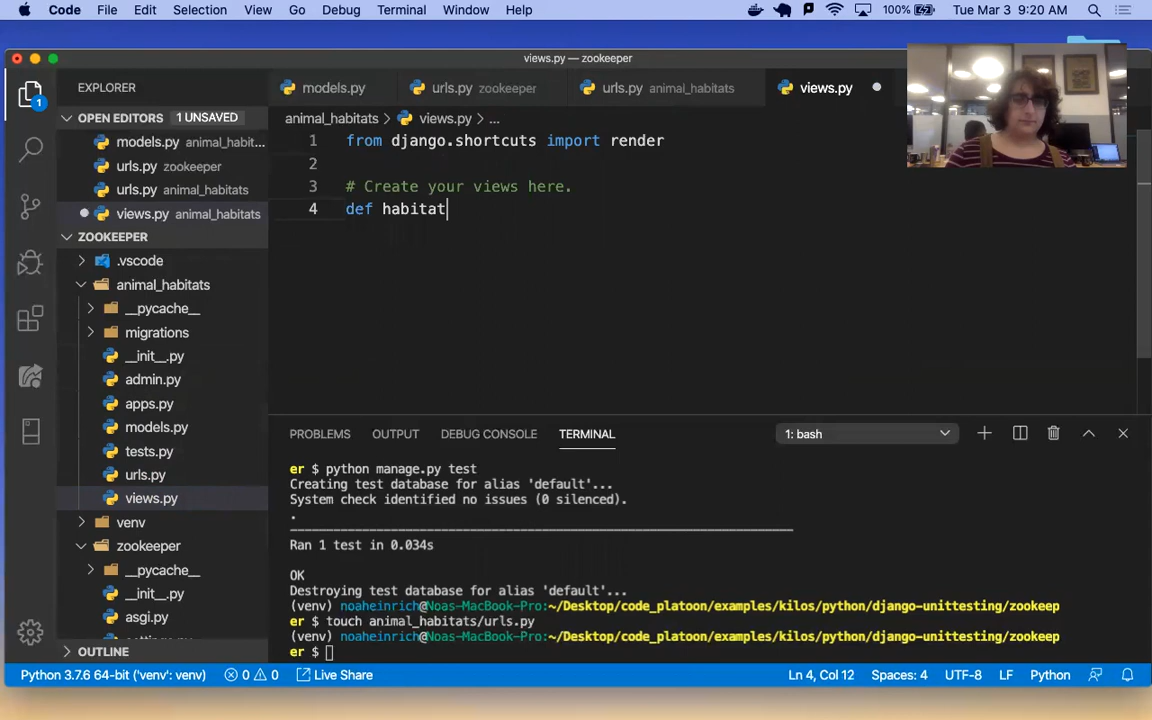 Code File Edit Selection View Go Debug Terminal Window Help 100% Tue Mar 3 9:20 AM
views.py — zookeeper
EXPLORER
models.py
urls.py zookeeper
urls.py animal_habitats
views.py
1
OPEN EDITORS 1 UNSAVED
animal_habitats > views.py > ...
models.py animal_habit...
urls.py zookeeper
urls.py animal_habitats
views.py animal_habitats
1 from django.shortcuts import render
2
3 # Create your views here.
4 def habitat
ZOOKEEPER
.vscode
animal_habitats
__pycache__
migrations
__init__.py
admin.py
apps.py
models.py
tests.py
urls.py
views.py
venv
zookeeper
__pycache__
__init__.py
asgi.py
OUTLINE
PROBLEMS OUTPUT DEBUG CONSOLE TERMINAL 1: bash
er $ python manage.py test
Creating test database for alias 'default'...
System check identified no issues (0 silenced).
.
----------------------------------------------------------------------
Ran 1 test in 0.034s
OK
Destroying test database for alias 'default'...
(venv) noaheinrich@Noas-MacBook-Pro:~/Desktop/code_platoon/examples/kilos/python/django-unittesting/zookeep
er $ touch animal_habitats/urls.py
(venv) noaheinrich@Noas-MacBook-Pro:~/Desktop/code_platoon/examples/kilos/python/django-unittesting/zookeep
er $
Python 3.7.6 64-bit ('venv': venv) 0 0 Live Share Ln 4, Col 12 Spaces: 4 UTF-8 LF Python